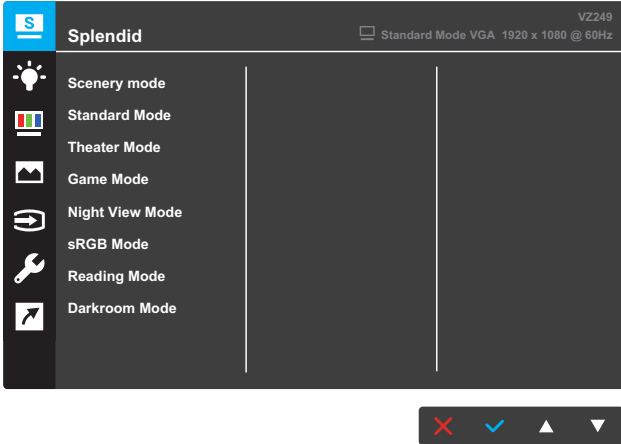 S
VZ249
Splendid
Standard Mode VGA 1920 x 1080 @ 60Hz
Scenery mode
Standard Mode
Theater Mode
Game Mode
Night View Mode
sRGB Mode
Reading Mode
Darkroom Mode